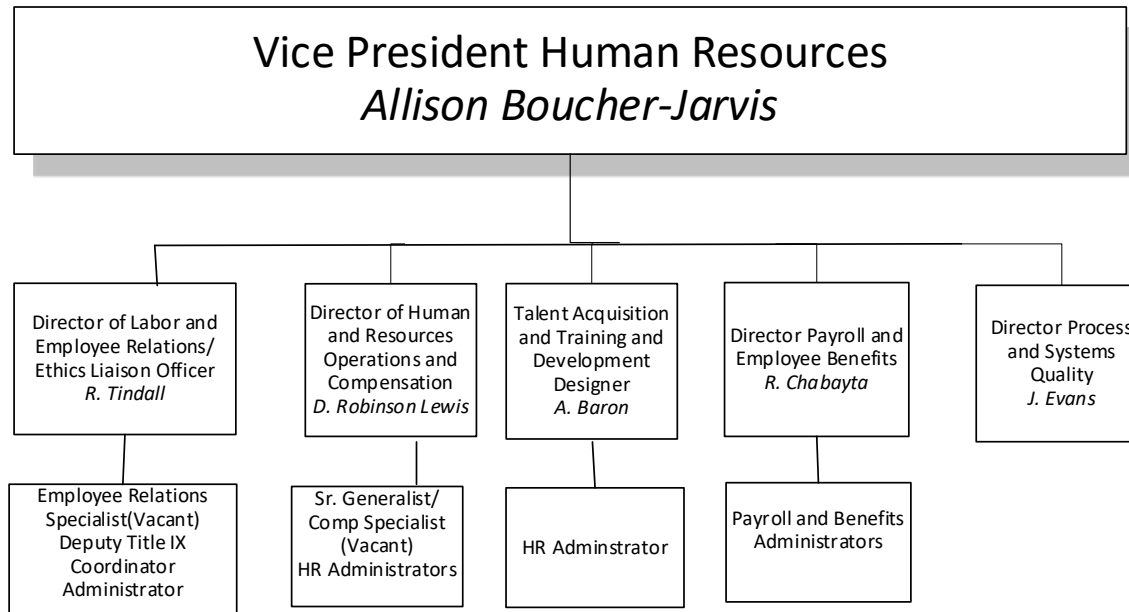 Vice President Human Resources
Allison Boucher-Jarvis
Director of Labor and
Employee Relations/
Ethics Liaison Officer
R. Tindall
Director of Human
and Resources
Operations and
Compensation
D. Robinson Lewis
Talent Acquisition
and Training and
Development
Designer
A. Baron
Director Payroll and
Employee Benefits
R. Chabayta
Director Process
and Systems
Quality
J. Evans
Employee Relations
Specialist(Vacant)
Deputy Title IX
Coordinator
Administrator
Sr. Generalist/
Comp Specialist
(Vacant)
HR Administrators
HR Adminstrator
Payroll and Benefits
Administrators